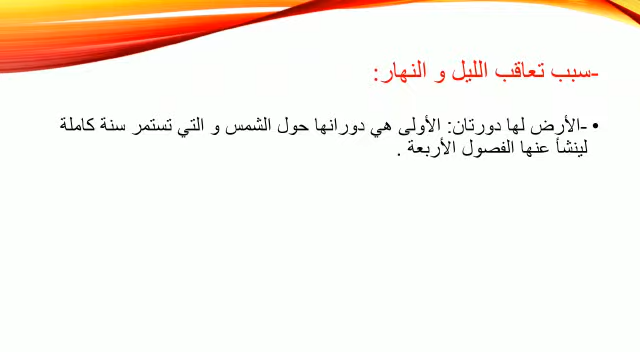 -سبب تعاقب الليل و النهار:
• -الأرض لها دورتان: الأولى هي دورانها حول الشمس و التي تستمر سنة كاملة
لينشأ عنها الفصول الأربعة .